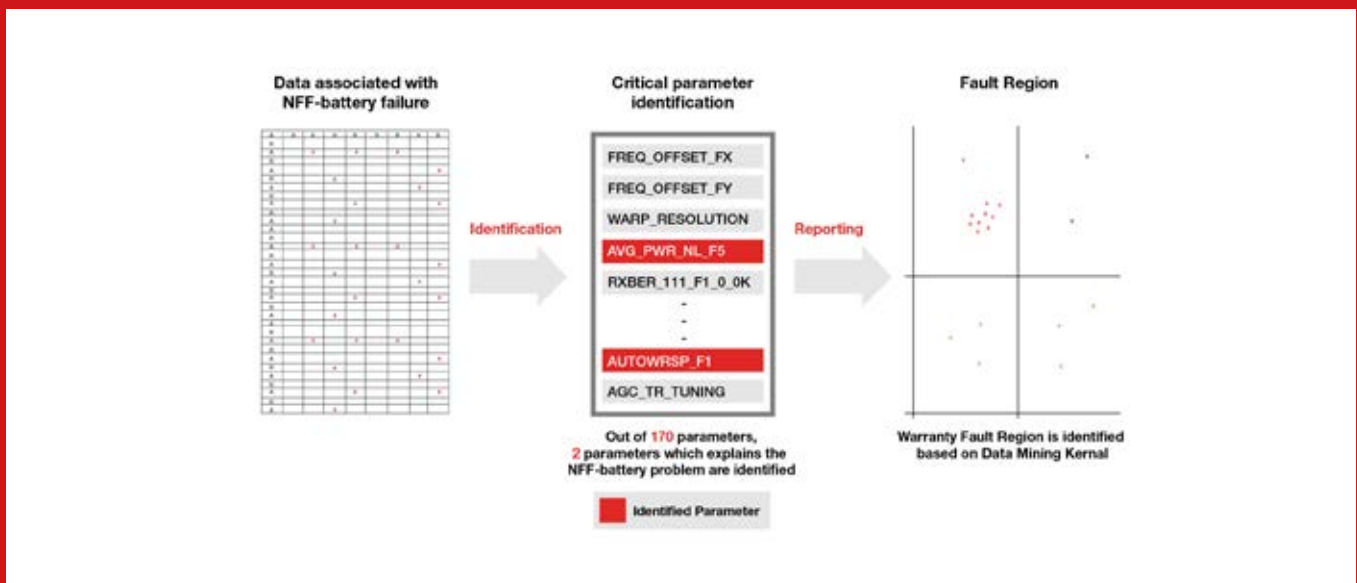 Data associated with
NFF-battery failure
Identification
Critical parameter
identification
FREQ_OFFSET_FX
FREQ_OFFSET_FY
WARP_RESOLUTION
AVG_PWR_NL_F5
RXBER_111_F1_0_0K
-
-
-
AUTOWRSP_F1
AGC_TR_TUNING
Out of 170 parameters,
2 parameters which explains the
NFF-battery problem are identified
Identified Parameter
Reporting
Fault Region
Warranty Fault Region is identified
based on Data Mining Kernal